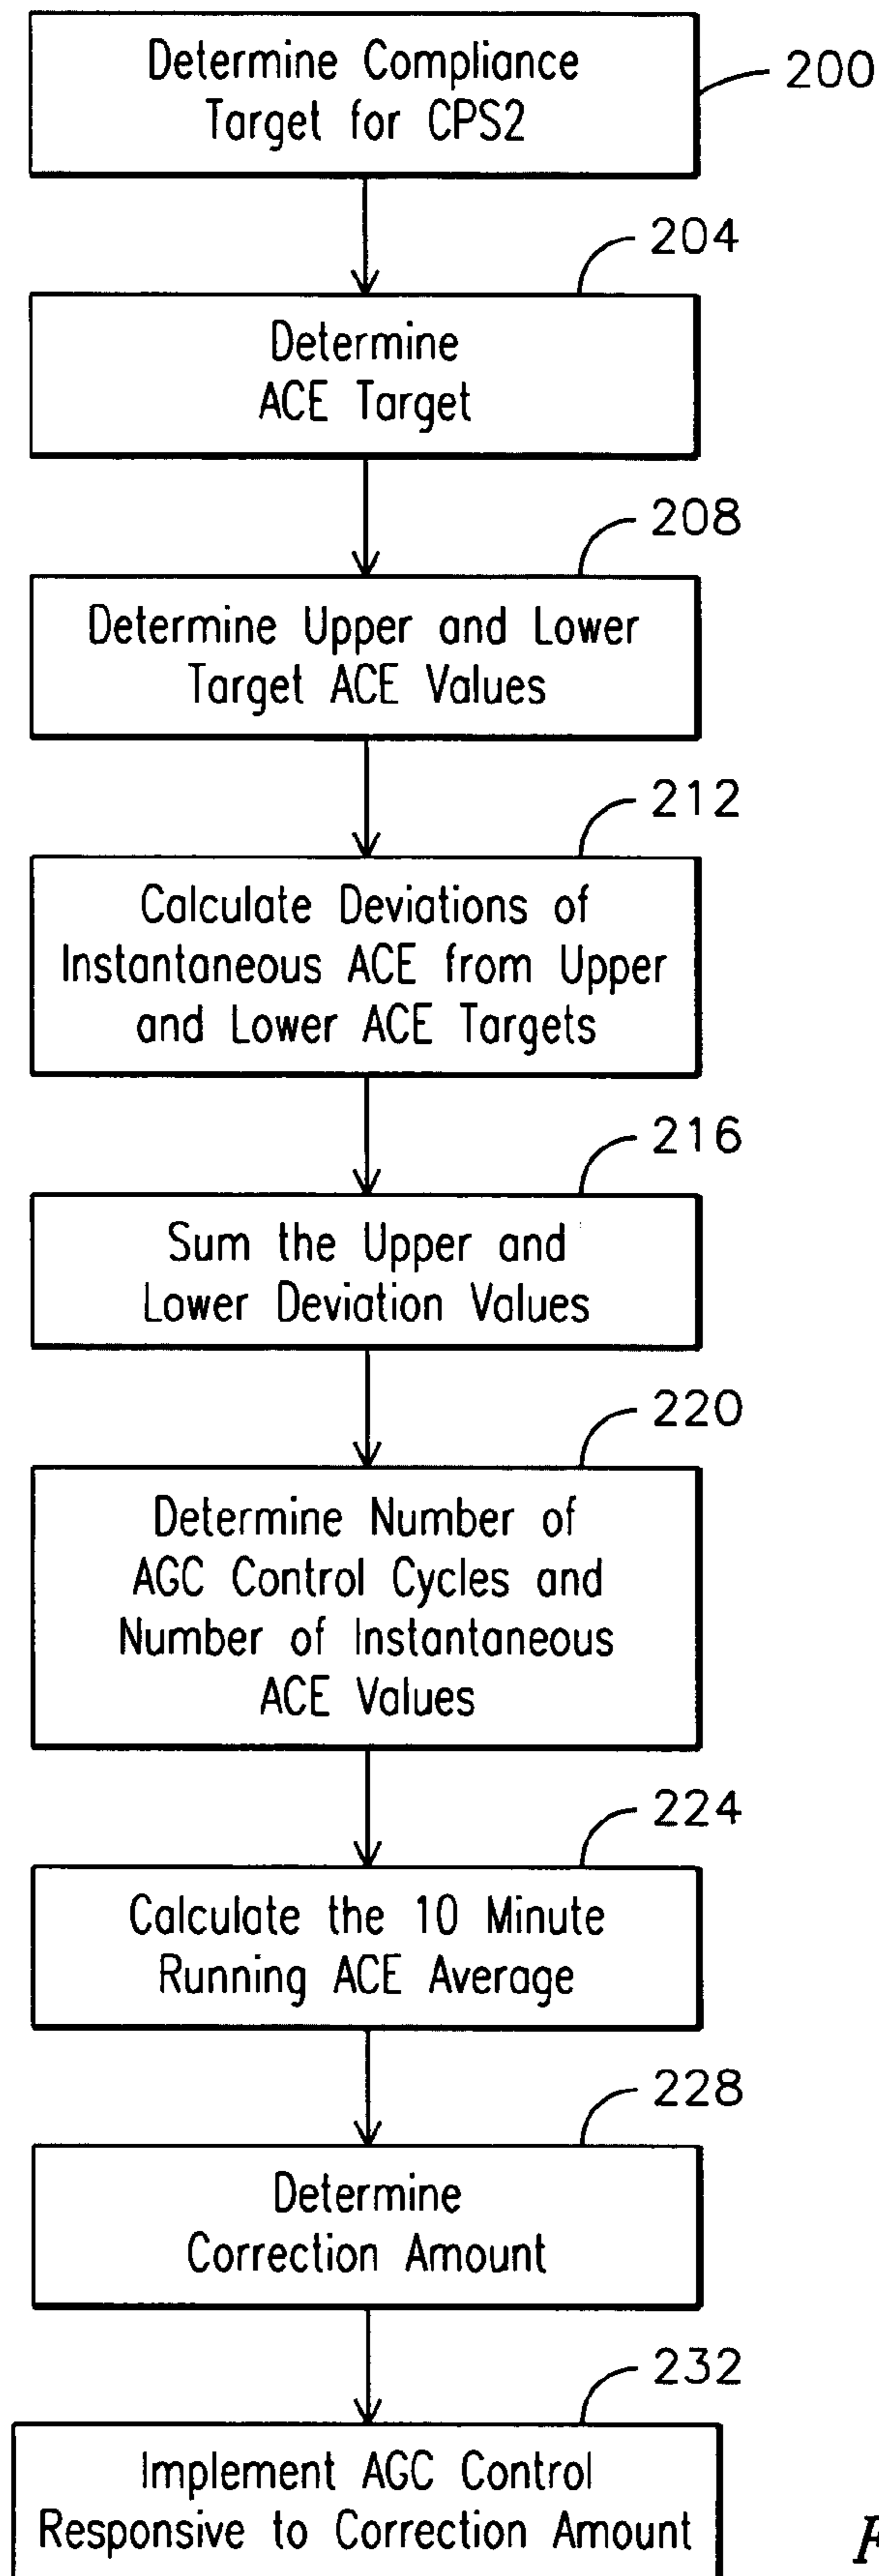 Determine Compliance
Target for CPS2
200
204
Determine
ACE Target
208
Determine Upper and Lower
Target ACE Values
212
Calculate Deviations of
Instantaneous ACE from Upper
and Lower ACE Targets
216
Sum the Upper and
Lower Deviation Values
220
Determine Number of
AGC Control Cycles and
Number of Instantaneous
ACE Values
224
Calculate the 10 Minute
Running ACE Average
228
Determine
Correction Amount
232
Implement AGC Control
Responsive to Correction Amount